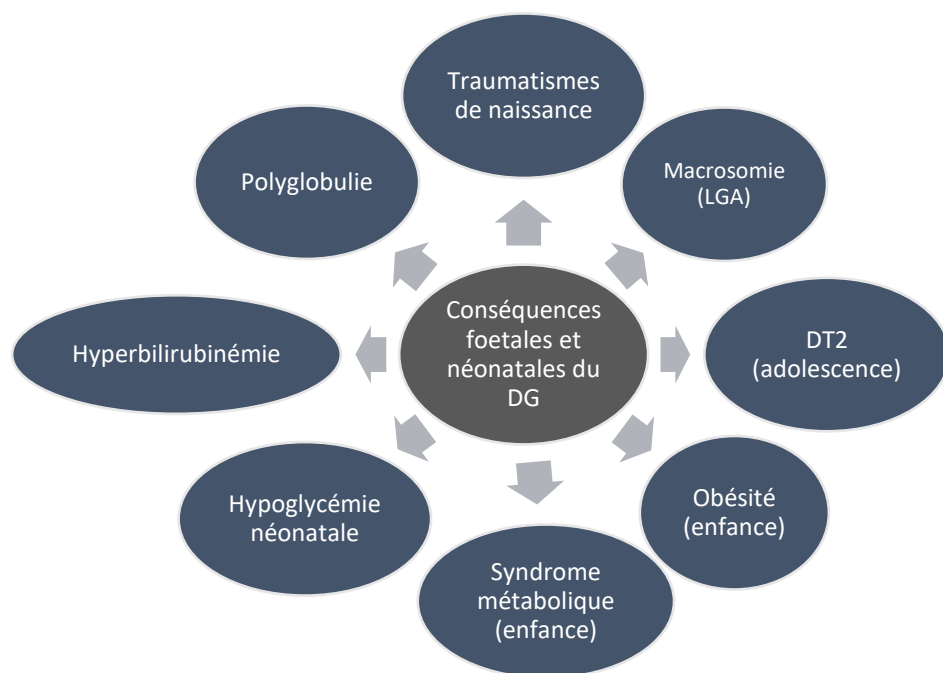 Traumatismes
de naissance
Macrosomie
(LGA)
DT2
(adolescence)
Obésité
(enfance)
Syndrome
métabolique
(enfance)
Hypoglycémie
néonatale
Hyperbilirubinémie
Polyglobulie
Conséquences
foetales et
néonatales du
DG